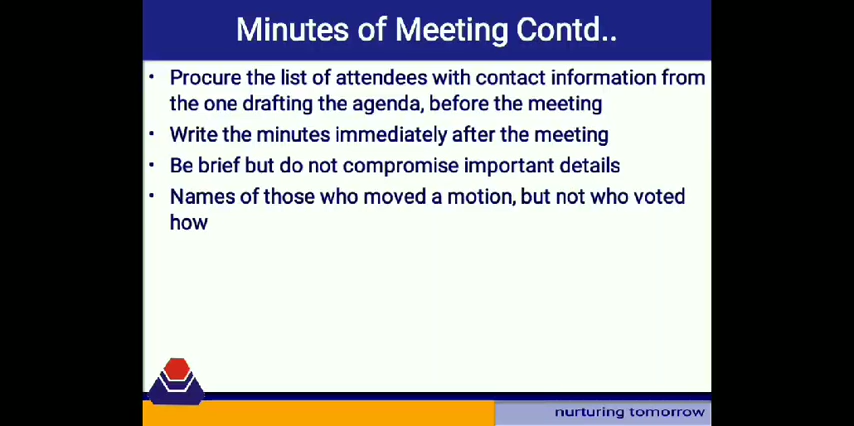 Minutes of Meeting Contd..
• Procure the list of attendees with contact information from
the one drafting the agenda, before the meeting
• Write the minutes immediately after the meeting
• Be brief but do not compromise important details
• Names of those who moved a motion, but not who voted
how
nurturing tomorrow